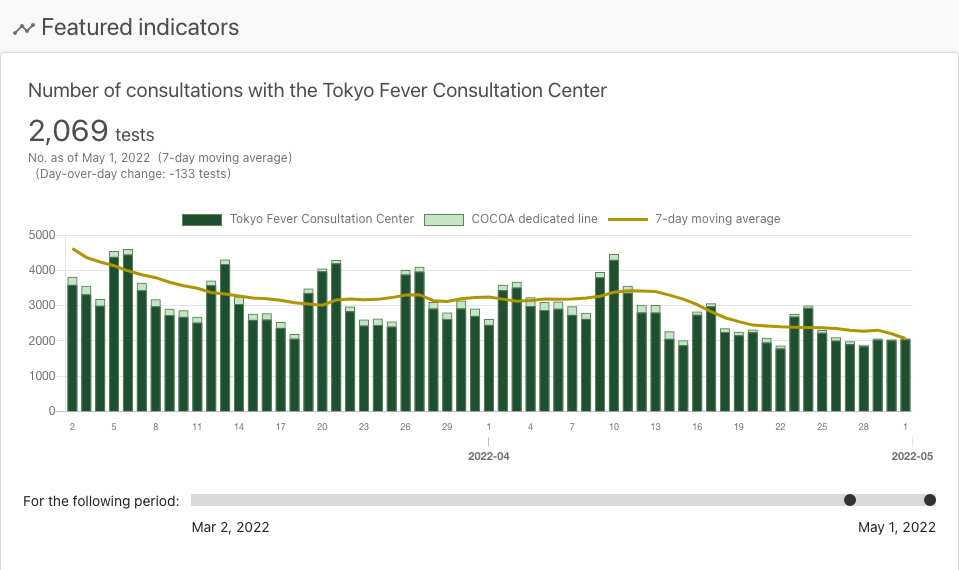 Featured indicators
Number of consultations with the Tokyo Fever Consultation Center
2,069 tests
No. as of May 1, 2022 (7-day moving average)
(Day-over-day change: -133 tests)
Tokyo Fever Consultation Center COCOA dedicated line 7-day moving average
5000
4000
3000
2000
1000
0
2 5 8 11 14 17 20 23 26 29 1 4 7 10 13 16 19 22 25 28 1
2022-04 2022-05
For the following period:
Mar 2, 2022 May 1, 2022